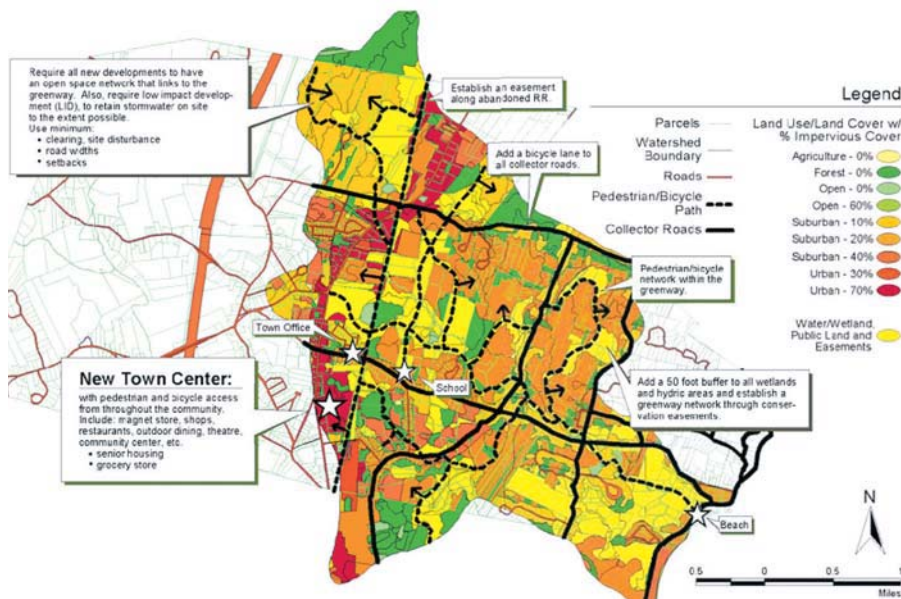 Require all new developments to have
an open space network that links to the
greenway. Also, require low impact develop-
ment (LID), to retain stormwater on site
to the extent possible.
Use minimum:
• clearing, site disturbance
• road widths
• setbacks
Establish an easement
along abandoned RR.
Add a bicycle lane to
all collector roads.
Legend
Parcels
Watershed
Boundary
Roads
Pedestrian/Bicycle
Path
Collector Roads
Land Use/Land Cover w/
% Impervious Cover
Agriculture - 0%
Forest - 0%
Open - 0%
Open - 60%
Suburban - 10%
Suburban - 20%
Suburban - 40%
Urban - 30%
Urban - 70%
Water/Wetland,
Public Land and
Easements
Pedestrian/bicycle
network within the
greenway.
Town Office
School
New Town Center:
with pedestrian and bicycle access
from throughout the community.
Include: magnet store, shops,
restaurants, outdoor dining, theatre,
community center, etc.
• senior housing
• grocery store
Add a 50 foot buffer to all wetlands
and hydric areas and establish a
greenway network through conser-
vation easements.
Beach
N
0.5 0 0.5 1
Miles